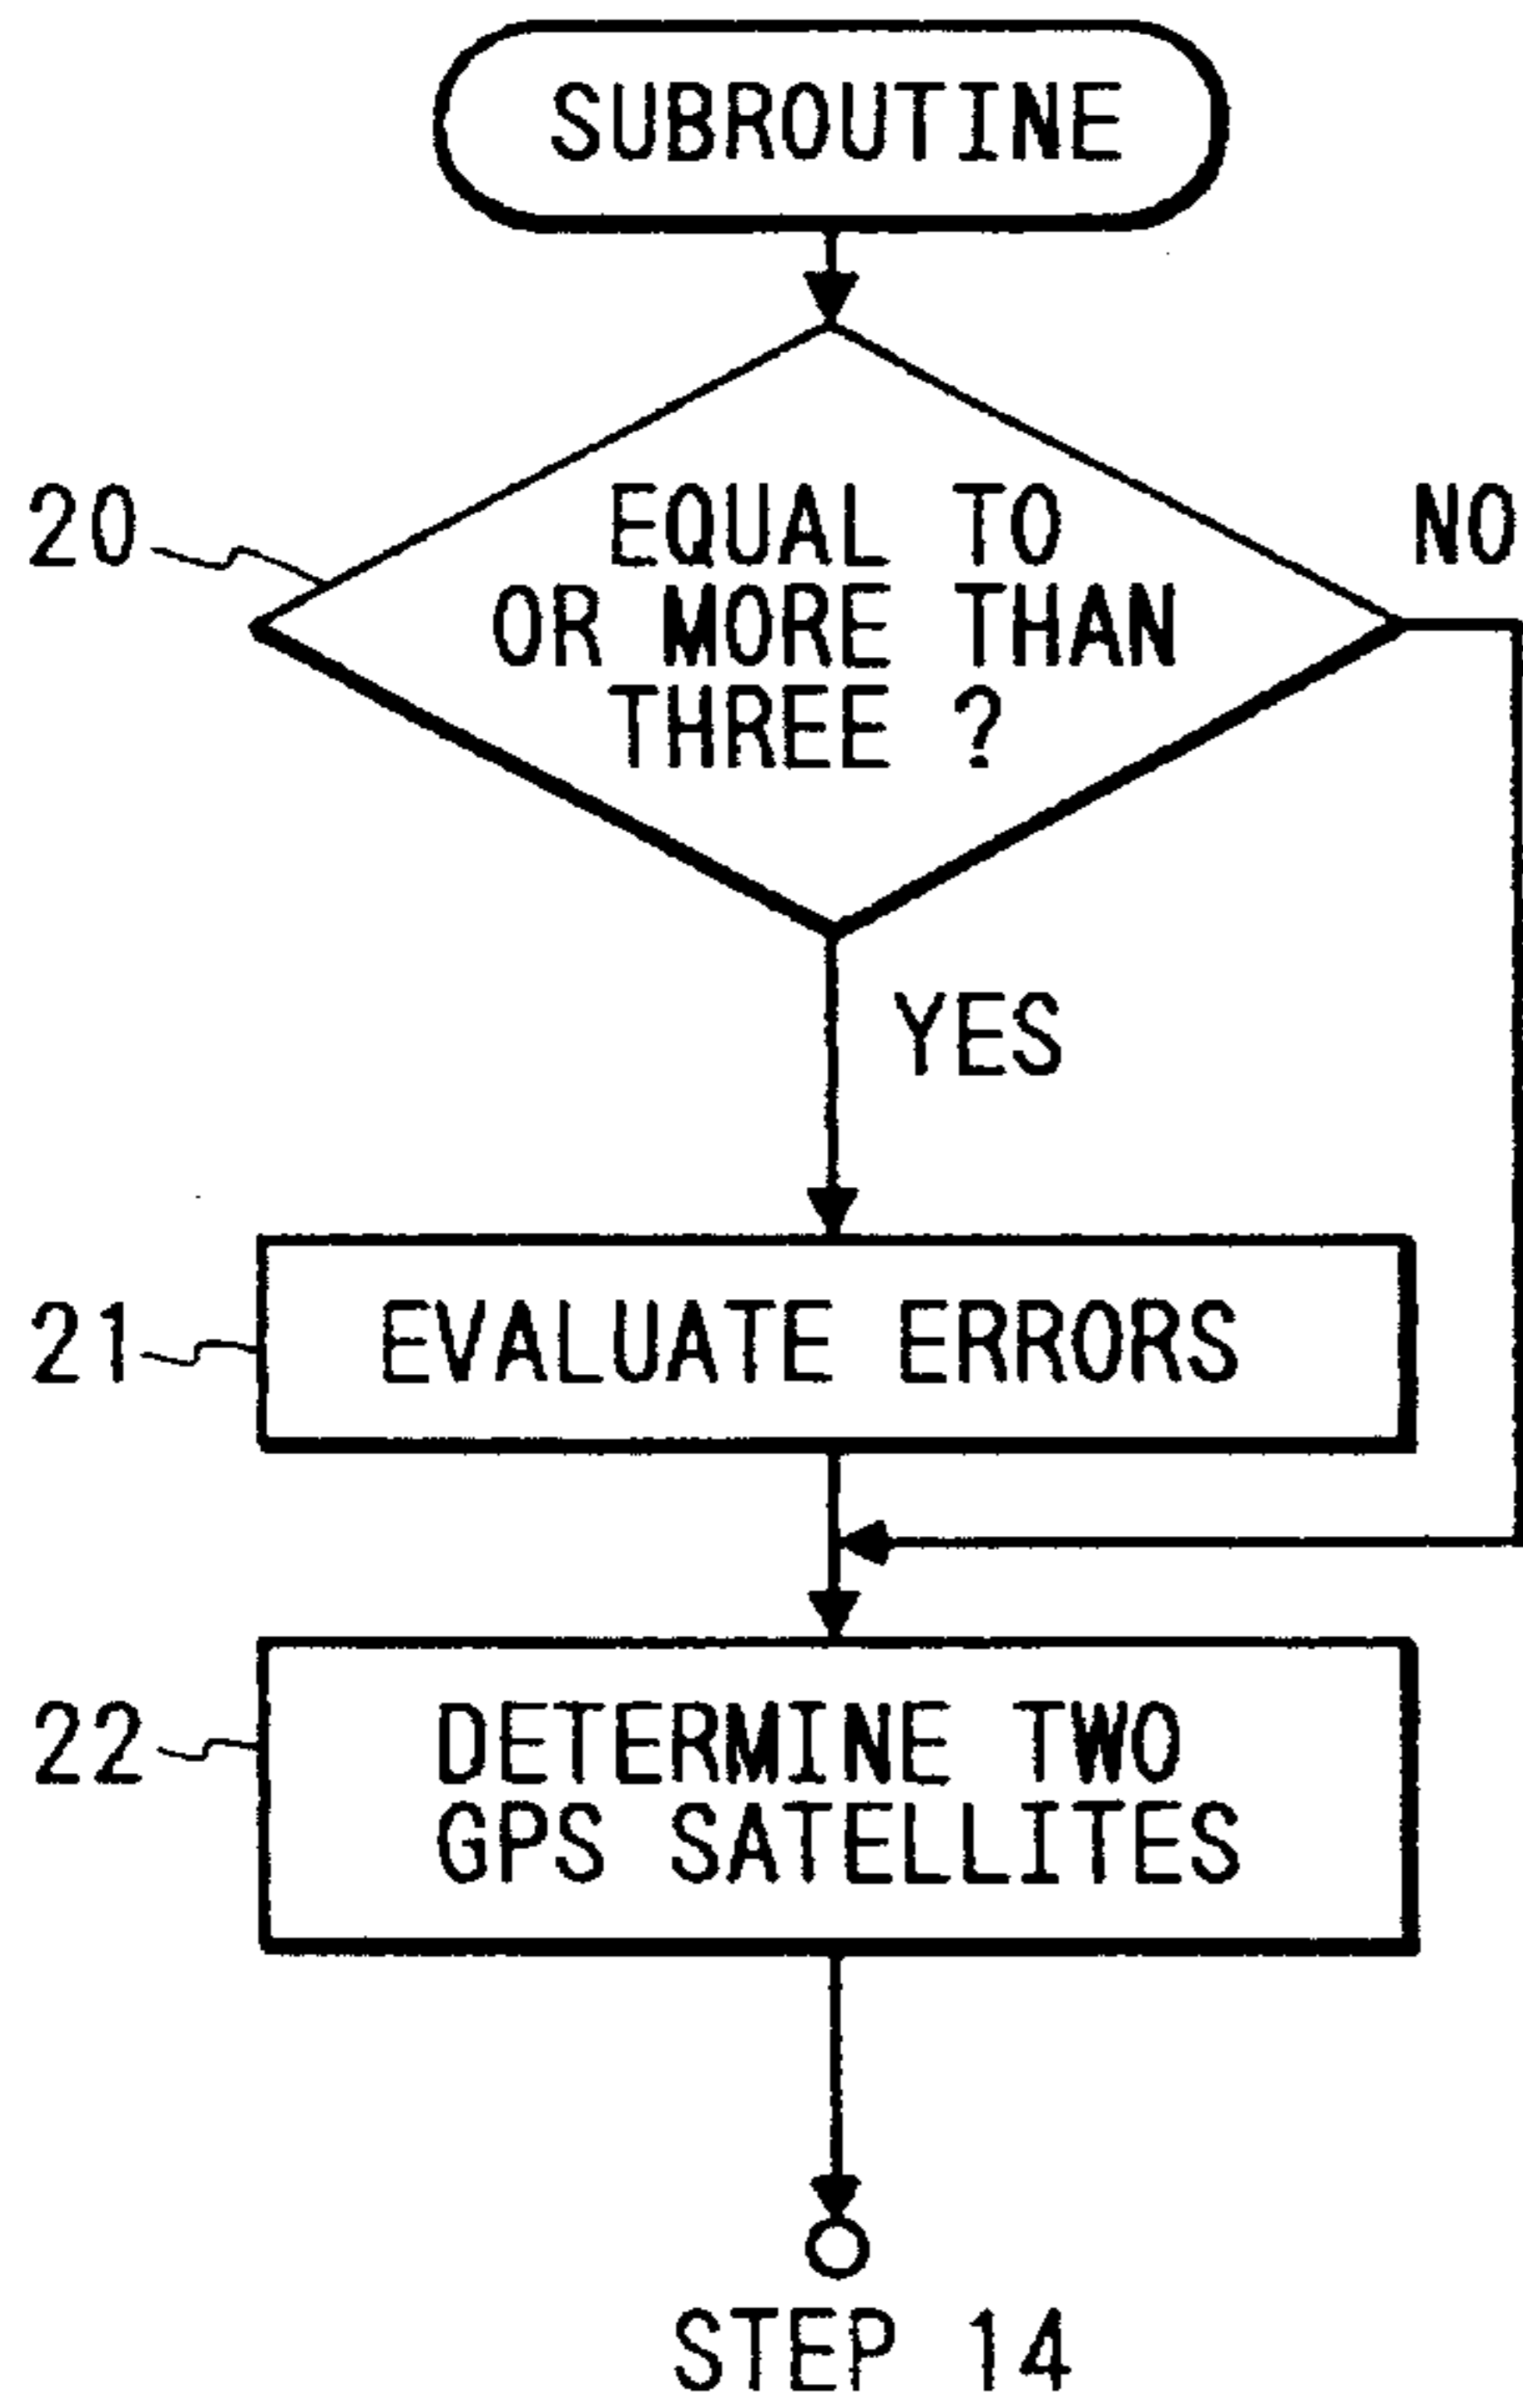 SUBROUTINE
20
EQUAL TO
OR MORE THAN
THREE ?
NO
YES
21
EVALUATE ERRORS
22
DETERMINE TWO
GPS SATELLITES
STEP 14